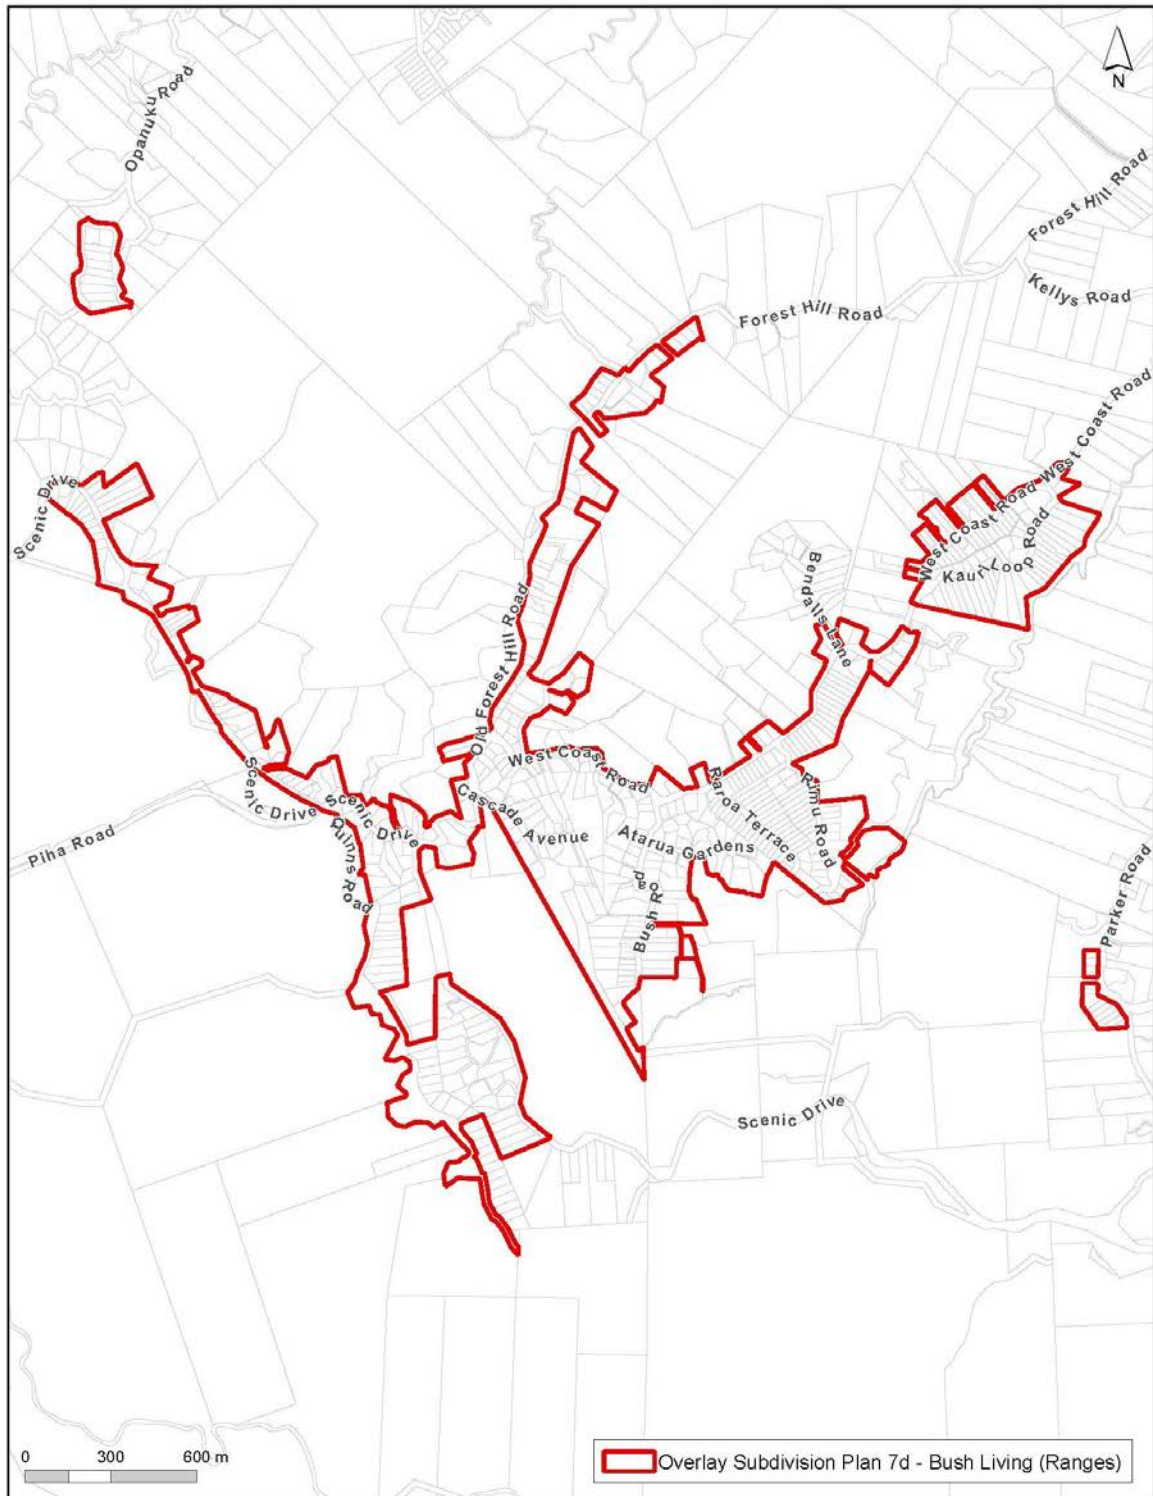 N
Opanuku Road
Forest Hill Road
Kellys Road
Forest Hill Road
West Coast Road
Scenic Drive
West Coast Road
Kauri Loop Road
Bendalls Lane
Old Forest Hill Road
West Coast Road
Scenic Drive
Scenic Drive
Cascade Avenue
Raroa Terrace
Rimu Road
Piha Road
Quinns Road
Atarua Gardens
Bush Road
Parker Road
Scenic Drive
0 300 600 m
Overlay Subdivision Plan 7d - Bush Living (Ranges)